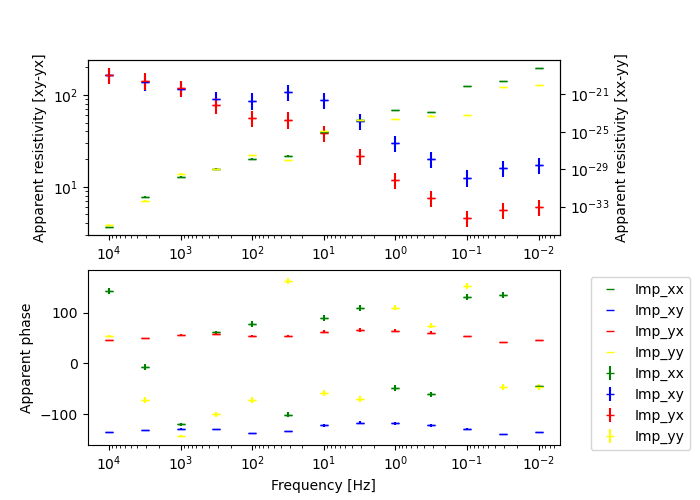 Apparent resistivity [xy-yx]
10²
10¹
10⁻²¹
10⁻²⁵
10⁻²⁹
10⁻³³
Apparent resistivity [xx-yy]
10⁴ 10³ 10² 10¹ 10⁰ 10⁻¹ 10⁻²
Apparent phase
100
0
−100
10⁴ 10³ 10² 10¹ 10⁰ 10⁻¹ 10⁻²
Frequency [Hz]
Imp_xx
Imp_xy
Imp_yx
Imp_yy
Imp_xx
Imp_xy
Imp_yx
Imp_yy